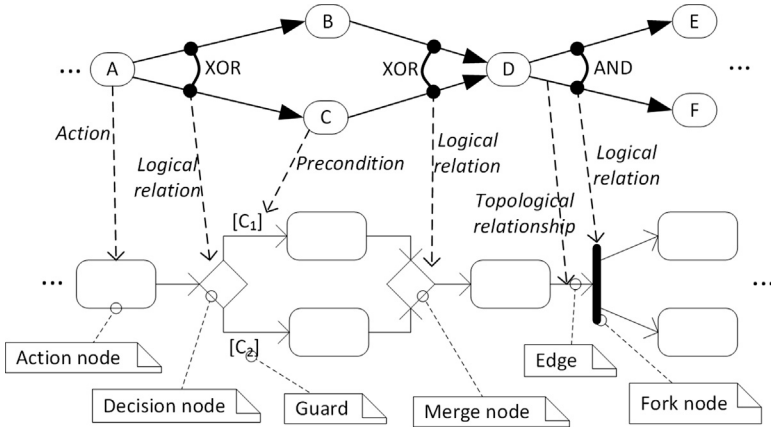 B
E
... A XOR XOR D AND ...
C
F
Action
Logical
relation
Precondition
Logical
relation
Logical
relation
Topological
relationship
[C1]
... ...
[C2]
Action node
Decision node
Guard
Merge node
Edge
Fork node